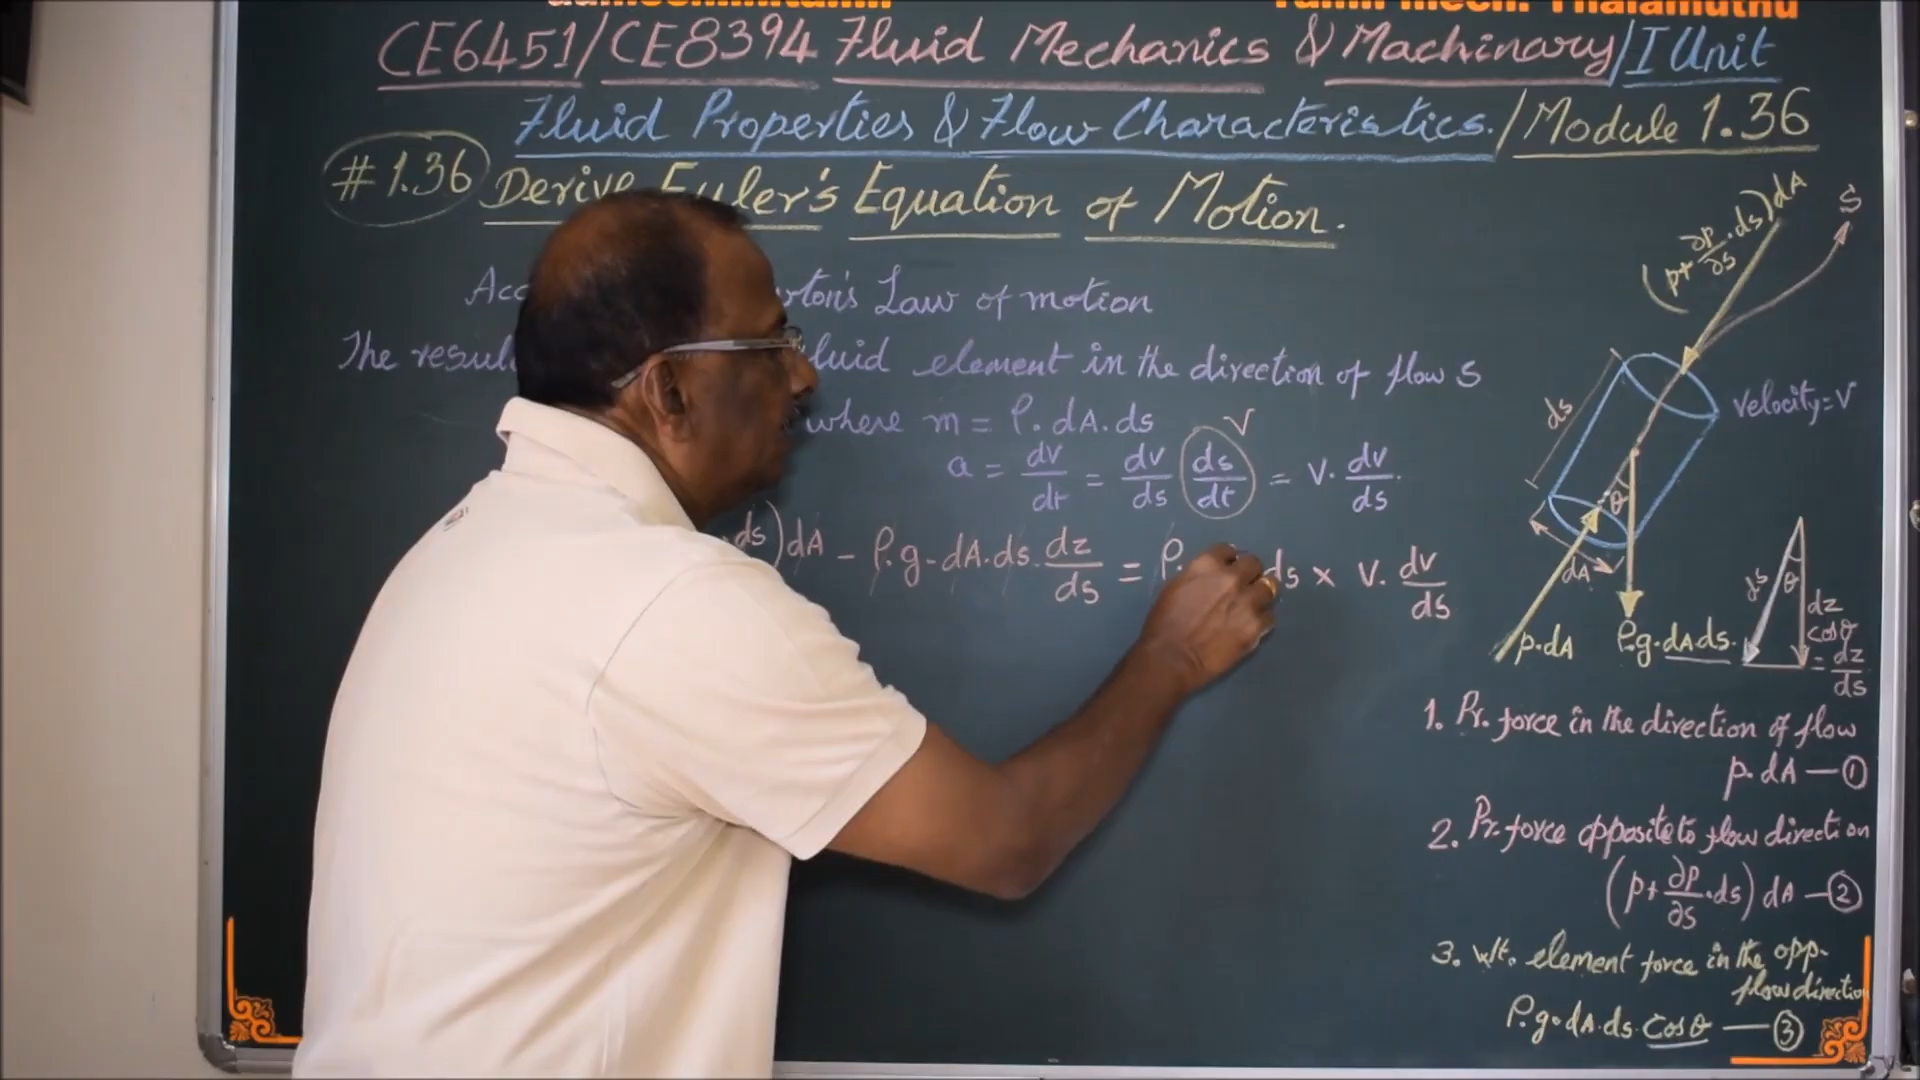 Tamil Mech. Thalamuthu
CE6451/CE8394 Fluid Mechanics & Machinary/I Unit
Fluid Properties & Flow Characteristics./Module 1.36
#1.36 Derive Euler's Equation of Motion.
Law of motion
The fluid element in the direction of flow S
where m = ρ.dA.ds
V
a = dv/dt = dv/ds ds/dt = V. dv/ds.
ds)dA - ρ.g-dA.ds. dz/ds = ρ. ds x V. dv/ds
(p+ ∂p/∂s .ds)dA
S
ds
velocity=V
θ
dA
p.dA
ρ.g.dA.ds.
ds
θ
dz
cosθ
= dz/ds
1. Pr. force in the direction of flow
p.dA — ①
2. Pr. force opposite to flow direction
(p+ ∂p/∂s .ds) dA — ②
3. wt. element force in the opp.
flow direction
ρ.g.dA.ds.cosθ — ③